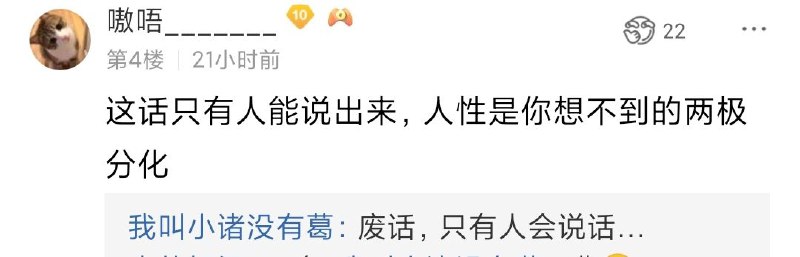 嗷唔_______ 10
22
第4楼 | 21小时前
这话只有人能说出来，人性是你想不到的两极
分化
我叫小诸没有葛：废话，只有人会说话...